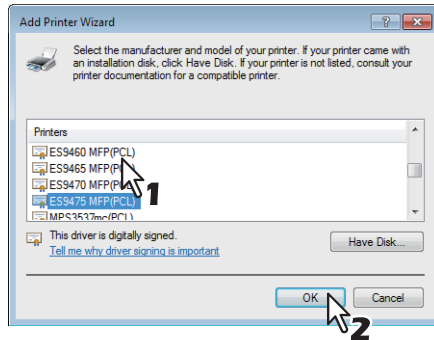 Add Printer Wizard
Select the manufacturer and model of your printer. If your printer came with
an installation disk, click Have Disk. If your printer is not listed, consult your
printer documentation for a compatible printer.
Printers
ES9460 MFP(PCL)
ES9465 MFP(PCL)
ES9470 MFP(PCL)
1
ES9475 MFP(PCL)
MPS3537mc(PCL)
This driver is digitally signed.
Have Disk...
Tell me why driver signing is important
OK
Cancel
2